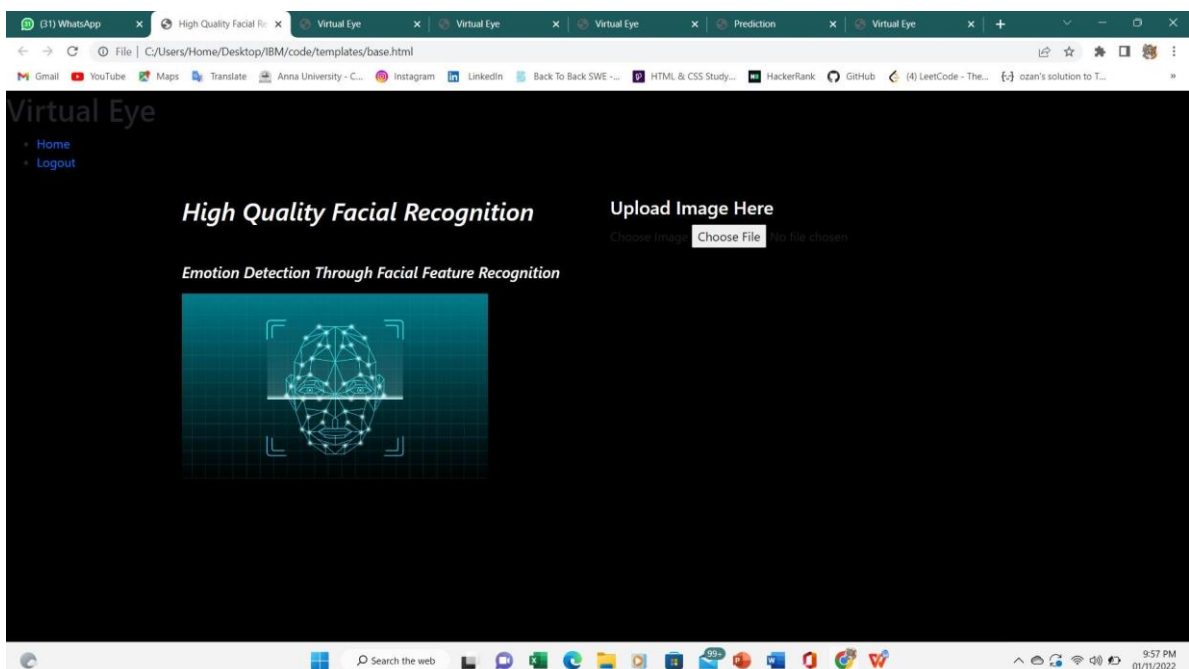 (31) WhatsApp
High Quality Facial Re
Virtual Eye
Virtual Eye
Virtual Eye
Prediction
Virtual Eye
File | C:/Users/Home/Desktop/IBM/code/templates/base.html
Gmail
YouTube
Maps
Translate
Anna University - C...
Instagram
LinkedIn
Back To Back SWE -...
HTML & CSS Study...
HackerRank
GitHub
(4) LeetCode - The...
ozan's solution to T...
Virtual Eye
Home
Logout
High Quality Facial Recognition
Emotion Detection Through Facial Feature Recognition
Upload Image Here
Choose Image Choose File No file chosen
Search the web
99+
9:57 PM
01/11/2022